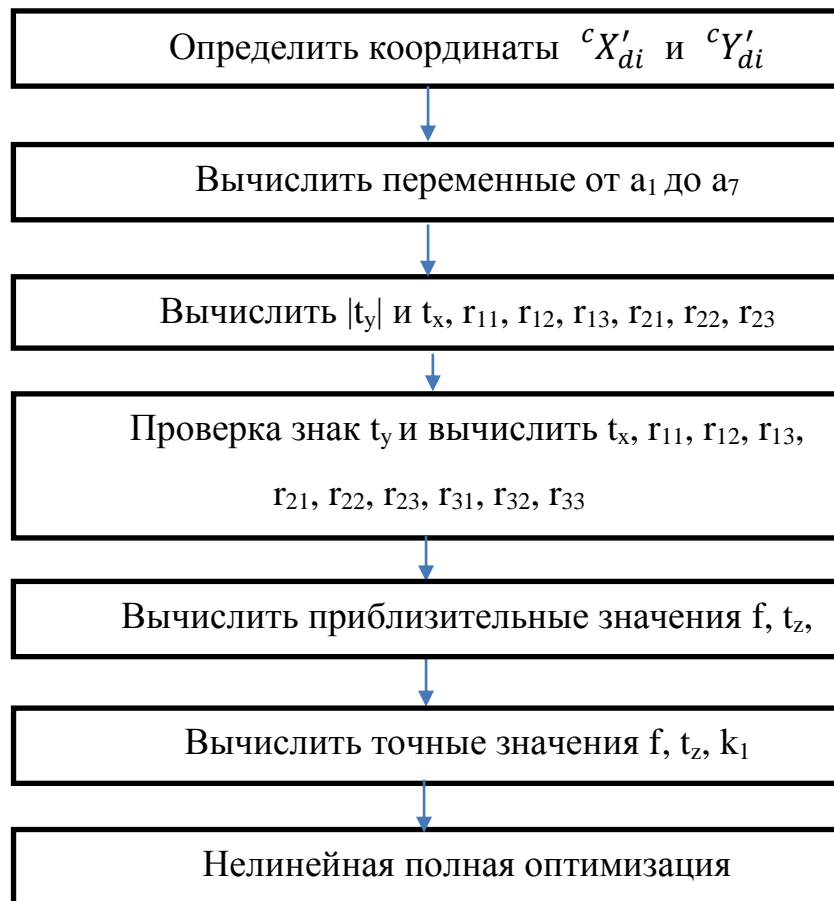 Определить координаты ᶜX′di и ᶜY′di
Вычислить переменные от a₁ до a₇
Вычислить |ty| и tx, r₁₁, r₁₂, r₁₃, r₂₁, r₂₂, r₂₃
Проверка знак ty и вычислить tx, r₁₁, r₁₂, r₁₃,
r₂₁, r₂₂, r₂₃, r₃₁, r₃₂, r₃₃
Вычислить приблизительные значения f, tz,
Вычислить точные значения f, tz, k₁
Нелинейная полная оптимизация